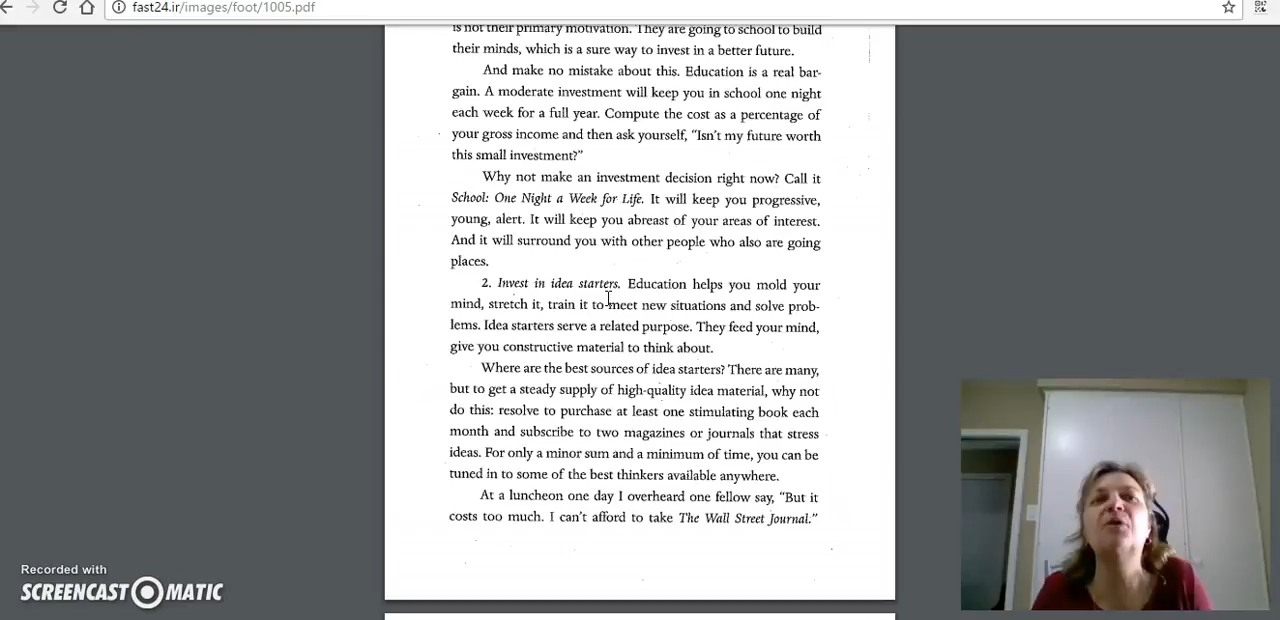 fast24.ir/images/foot/1005.pdf
is not their primary motivation. They are going to school to build
their minds, which is a sure way to invest in a better future.
And make no mistake about this. Education is a real bar-
gain. A moderate investment will keep you in school one night
each week for a full year. Compute the cost as a percentage of
your gross income and then ask yourself, “Isn’t my future worth
this small investment?”
Why not make an investment decision right now? Call it
School: One Night a Week for Life. It will keep you progressive,
young, alert. It will keep you abreast of your areas of interest.
And it will surround you with other people who also are going
places.
2. Invest in idea starters. Education helps you mold your
mind, stretch it, train it to meet new situations and solve prob-
lems. Idea starters serve a related purpose. They feed your mind,
give you constructive material to think about.
Where are the best sources of idea starters? There are many,
but to get a steady supply of high-quality idea material, why not
do this: resolve to purchase at least one stimulating book each
month and subscribe to two magazines or journals that stress
ideas. For only a minor sum and a minimum of time, you can be
tuned in to some of the best thinkers available anywhere.
At a luncheon one day I overheard one fellow say, “But it
costs too much. I can’t afford to take The Wall Street Journal.”
Recorded with
SCREENCAST MATIC